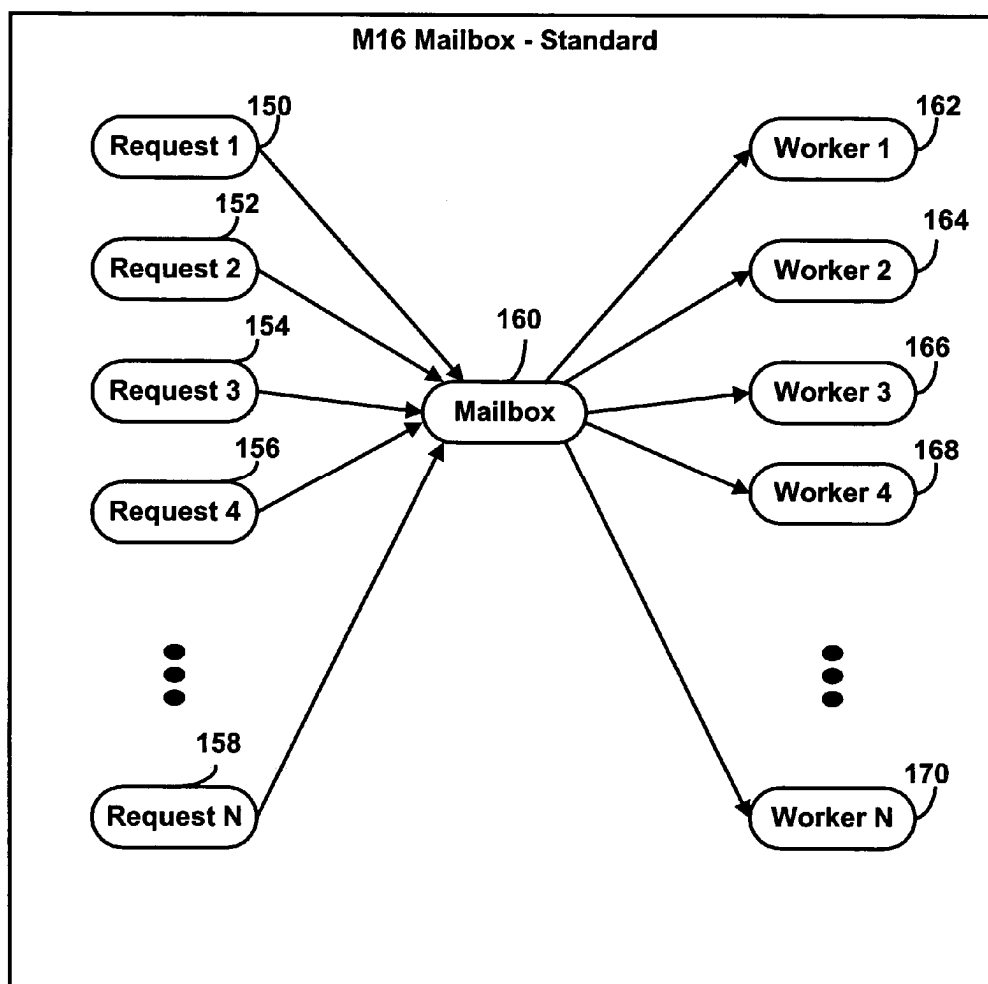 M16 Mailbox - Standard
150
162
Request 1
Worker 1
152
164
Request 2
Worker 2
154
160
166
Request 3
Mailbox
Worker 3
156
168
Request 4
Worker 4
158
170
Request N
Worker N